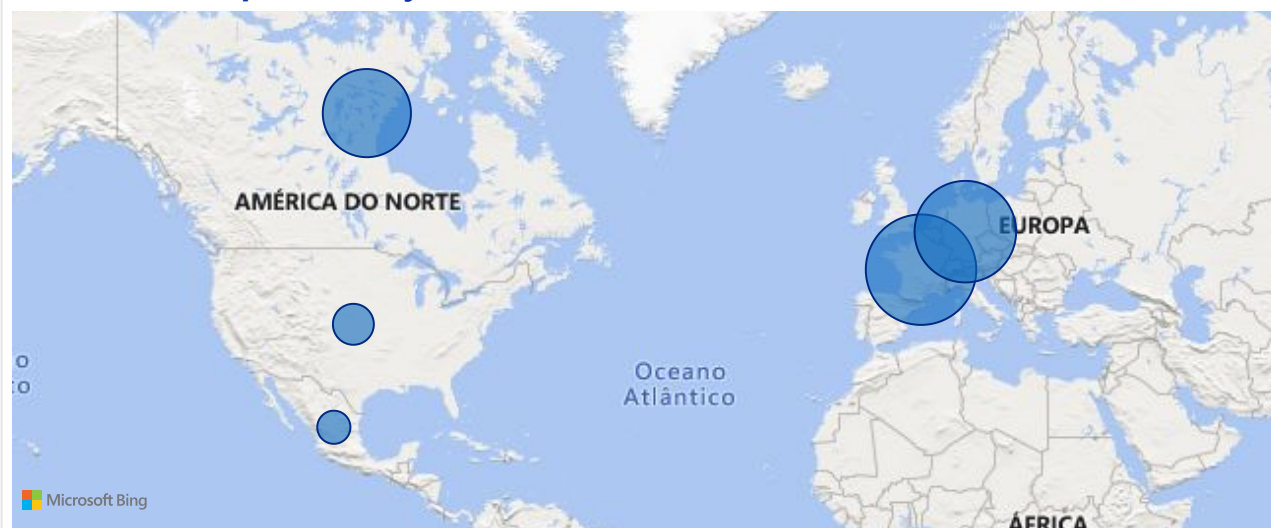 AMÉRICA DO NORTE
EUROPA
Oceano
Atlântico
Microsoft Bing
ÁFRICA